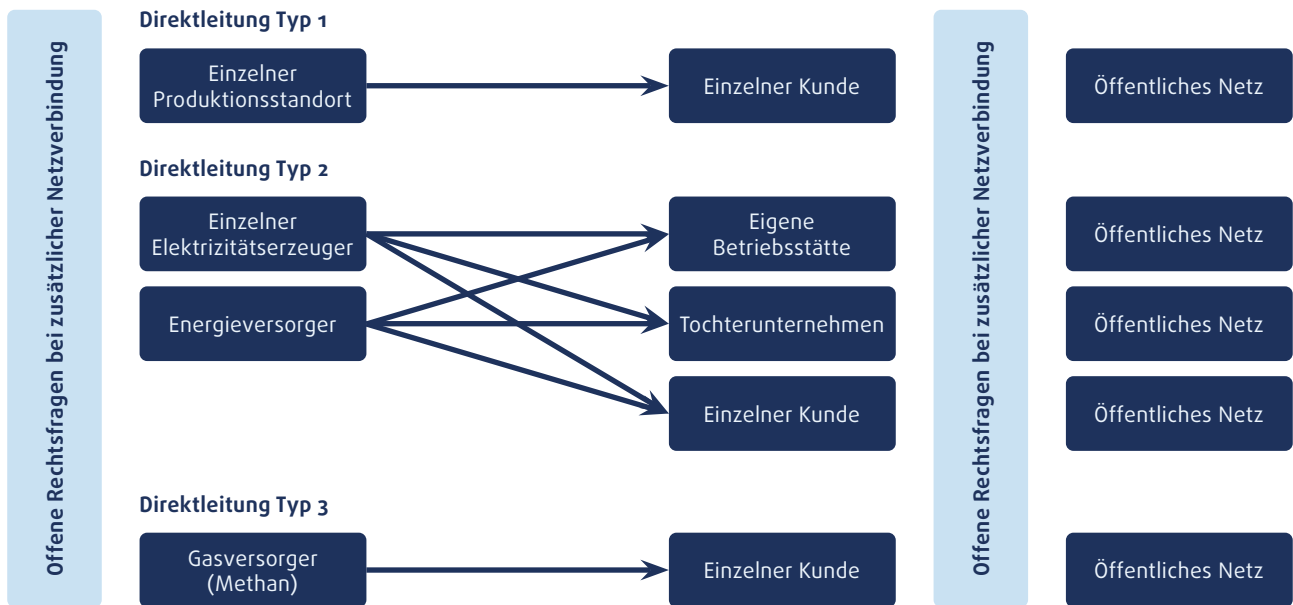 Offene Rechtsfragen bei zusätzlicher Netzverbindung
Direktleitung Typ 1
Einzelner
Produktionsstandort
Einzelner Kunde
Direktleitung Typ 2
Einzelner
Elektrizitätserzeuger
Energieversorger
Eigene
Betriebsstätte
Tochterunternehmen
Einzelner Kunde
Direktleitung Typ 3
Gasversorger
(Methan)
Einzelner Kunde
Offene Rechtsfragen bei zusätzlicher Netzverbindung
Öffentliches Netz
Öffentliches Netz
Öffentliches Netz
Öffentliches Netz
Öffentliches Netz